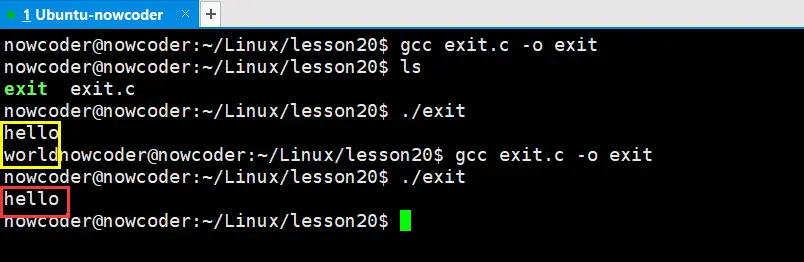 1 Ubuntu-nowcoder × +
nowcoder@nowcoder:~/Linux/lesson20$ gcc exit.c -o exit
nowcoder@nowcoder:~/Linux/lesson20$ ls
exit  exit.c
nowcoder@nowcoder:~/Linux/lesson20$ ./exit
hello
worldnowcoder@nowcoder:~/Linux/lesson20$ gcc exit.c -o exit
nowcoder@nowcoder:~/Linux/lesson20$ ./exit
hello
nowcoder@nowcoder:~/Linux/lesson20$